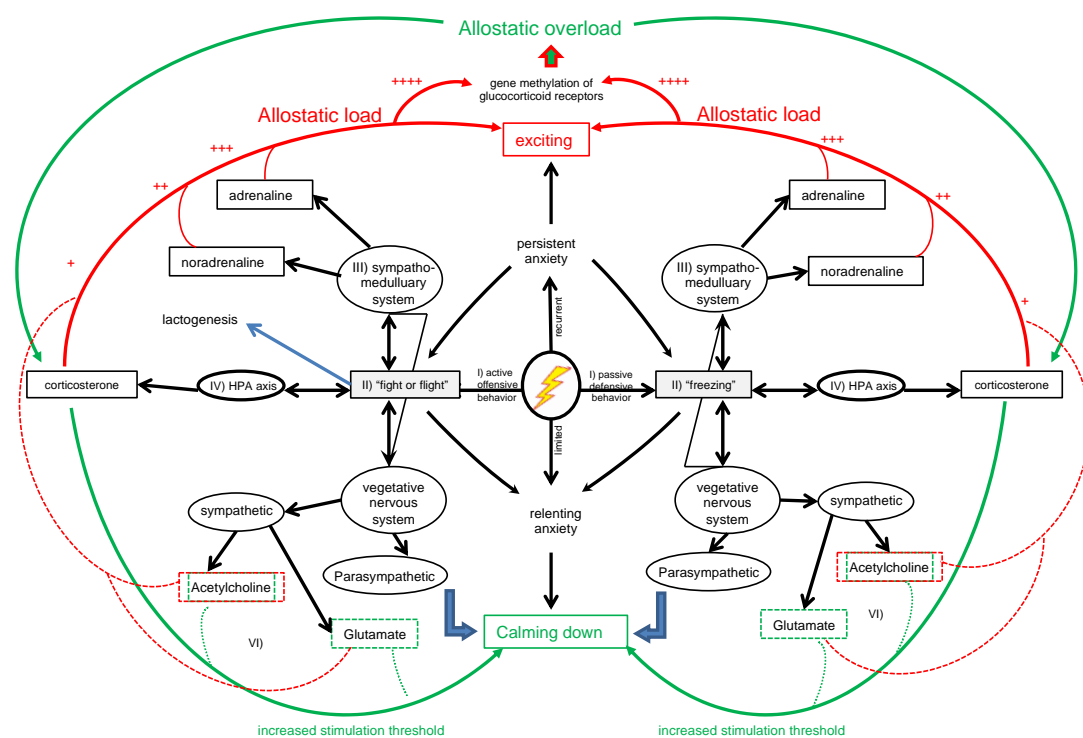 Allostatic overload
++++
++++
gene methylation of
glucocorticoid receptors
Allostatic load
Allostatic load
exciting
+++
+++
++
++
adrenaline
adrenaline
persistent
anxiety
noradrenaline
III) sympatho-
medulluary
system
III) sympatho-
medulluary
system
noradrenaline
+
+
lactogenesis
recurrent
corticosterone
IV) HPA axis
II) "fight or flight"
I) active
offensive
behavior
I) passive
defensive
behavior
II) "freezing"
IV) HPA axis
corticosterone
limited
vegetative
nervous
system
vegetative
nervous
system
sympathetic
relenting
anxiety
sympathetic
Acetylcholine
Parasympathetic
Parasympathetic
Acetylcholine
VI)
Glutamate
Calming down
Glutamate
VI)
increased stimulation threshold
increased stimulation threshold